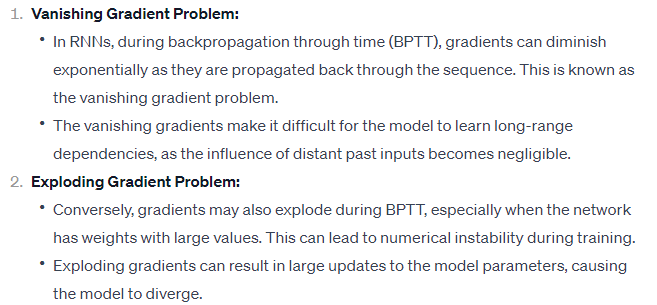 1. Vanishing Gradient Problem:
• In RNNs, during backpropagation through time (BPTT), gradients can diminish
exponentially as they are propagated back through the sequence. This is known as
the vanishing gradient problem.
• The vanishing gradients make it difficult for the model to learn long-range
dependencies, as the influence of distant past inputs becomes negligible.
2. Exploding Gradient Problem:
• Conversely, gradients may also explode during BPTT, especially when the network
has weights with large values. This can lead to numerical instability during training.
• Exploding gradients can result in large updates to the model parameters, causing
the model to diverge.